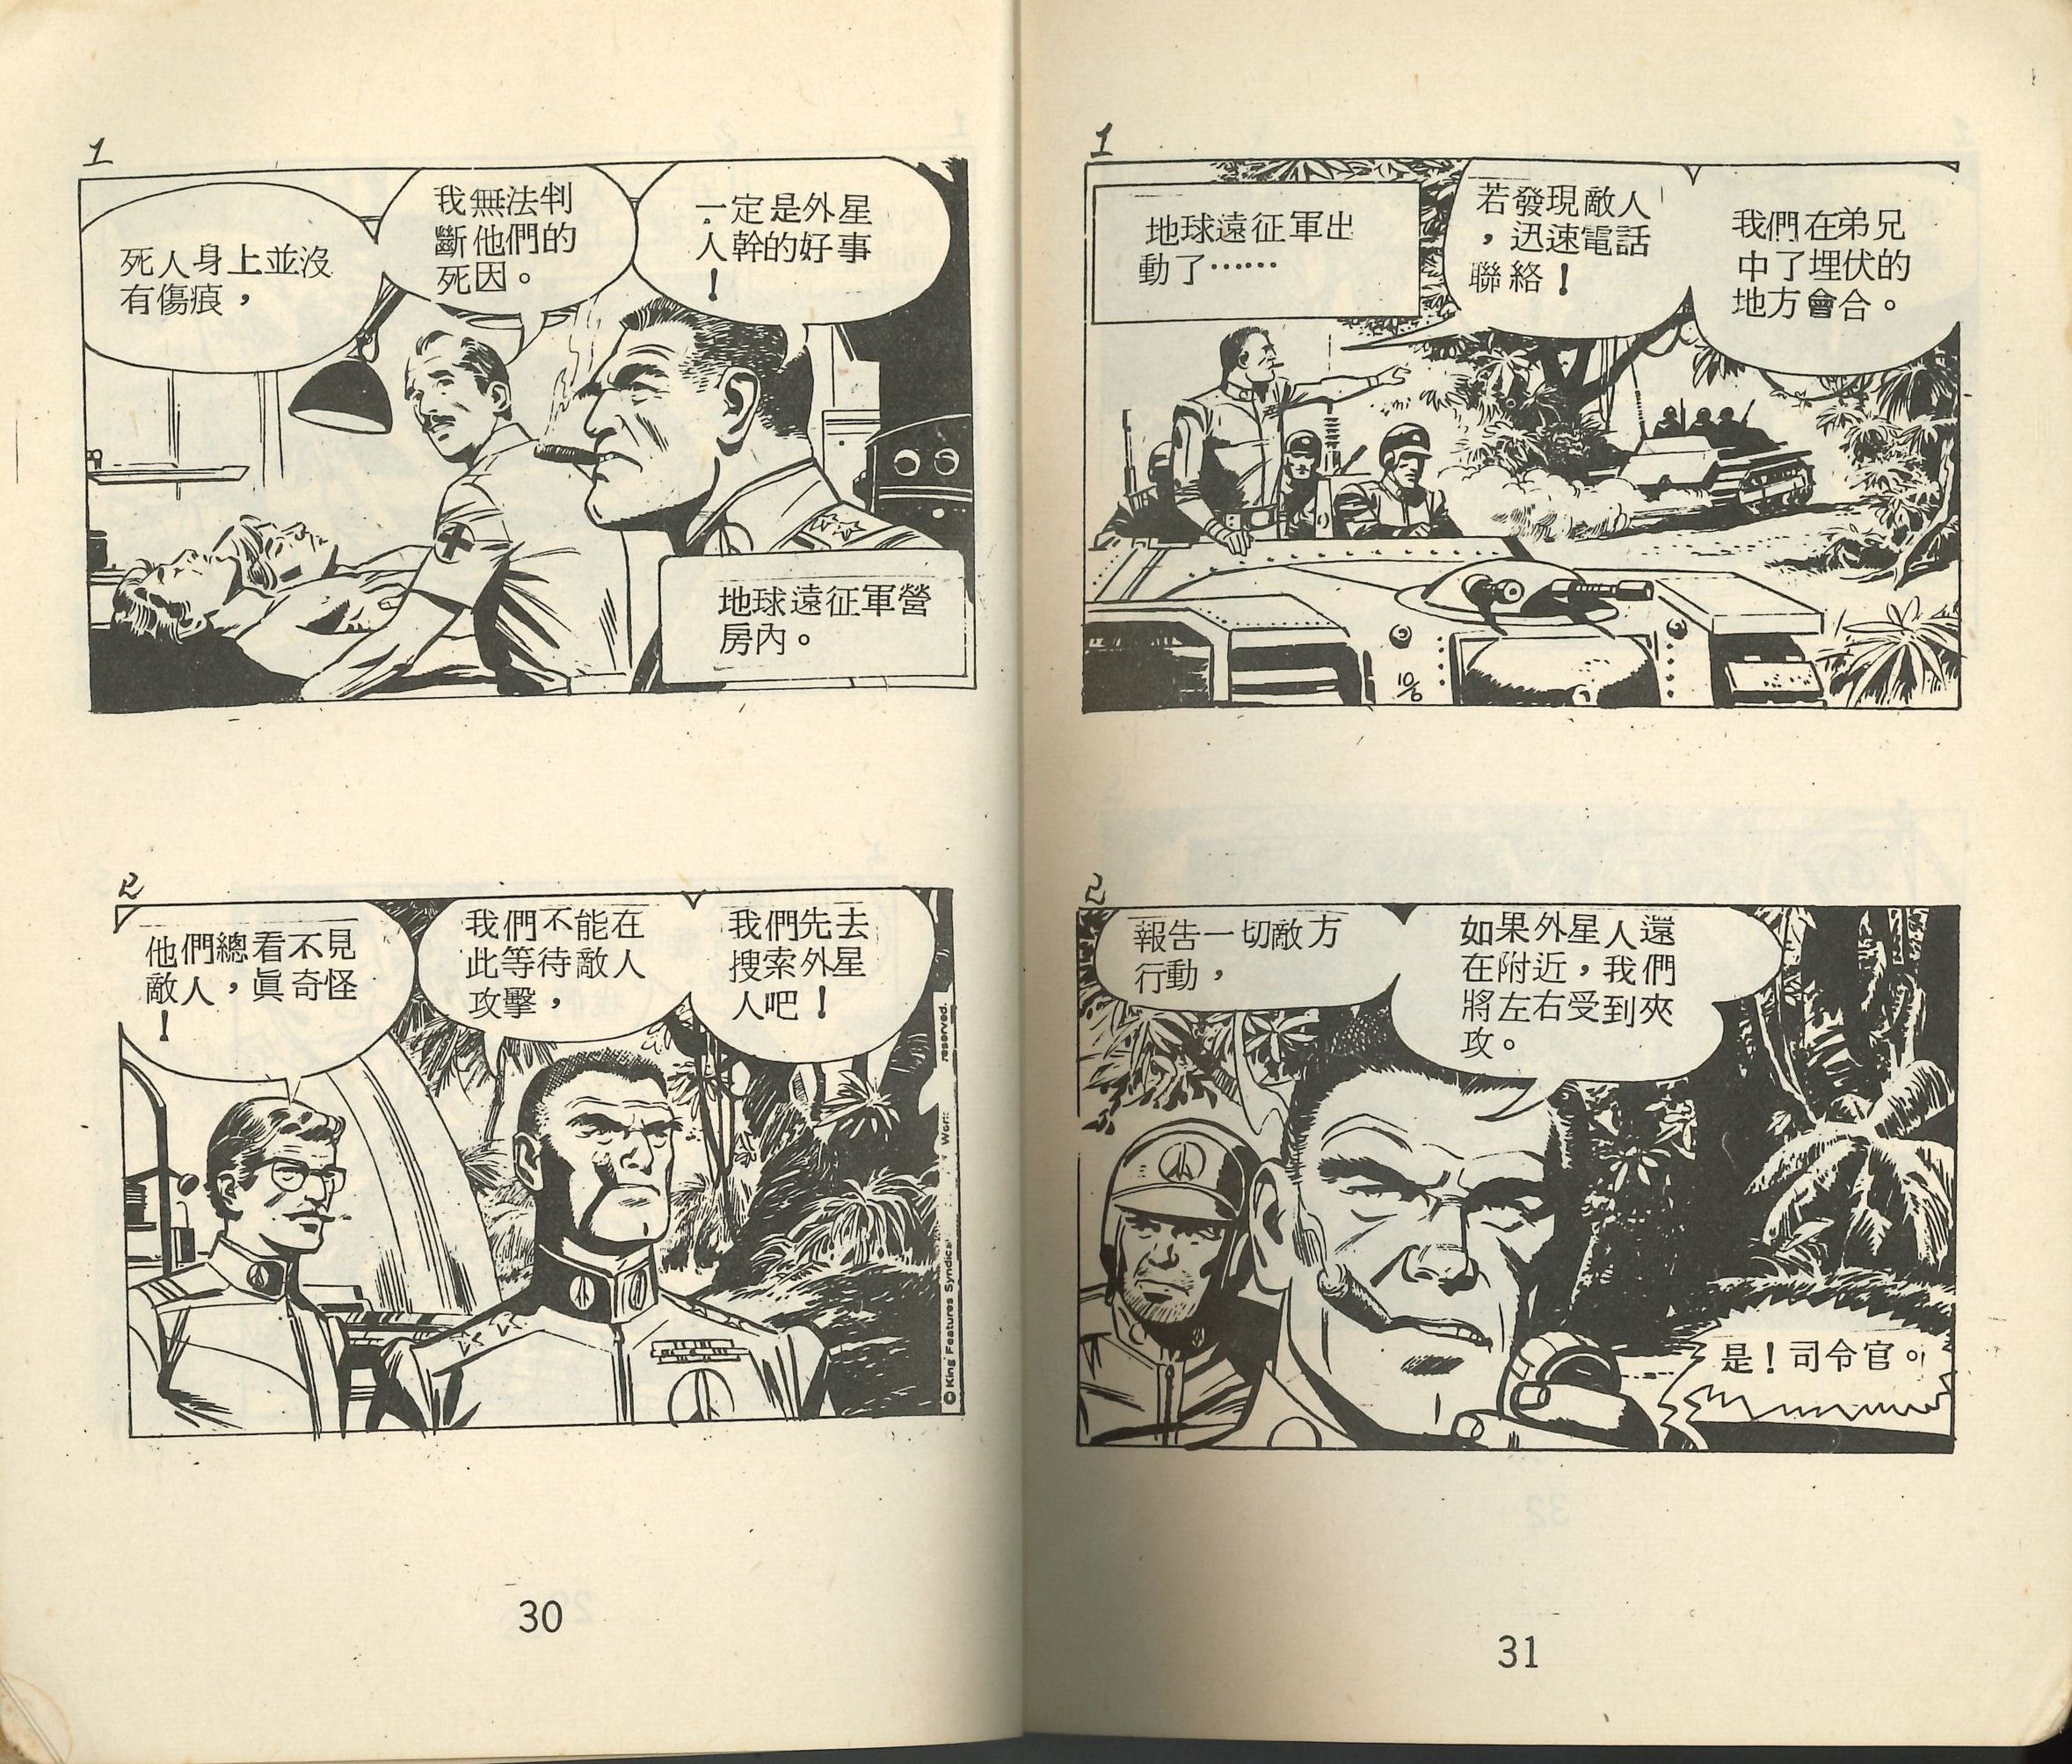 1
死人身上並沒
有傷痕，
我無法判
斷他們的
死因。
一定是外星
人幹的好事
！
地球遠征軍營
房內。
2
他們總看不見
敵人，眞奇怪
！
我們不能在
此等待敵人
攻擊，
我們先去
搜索外星
人吧！
© King Features Syndica
Worl
reserved.
30
1
地球遠征軍出
動了……
若發現敵人
，迅速電話
聯絡！
我們在弟兄
中了埋伏的
地方會合。
10/6
2
報告一切敵方
行動，
如果外星人還
在附近，我們
將左右受到夾
攻。
是！司令官。
31